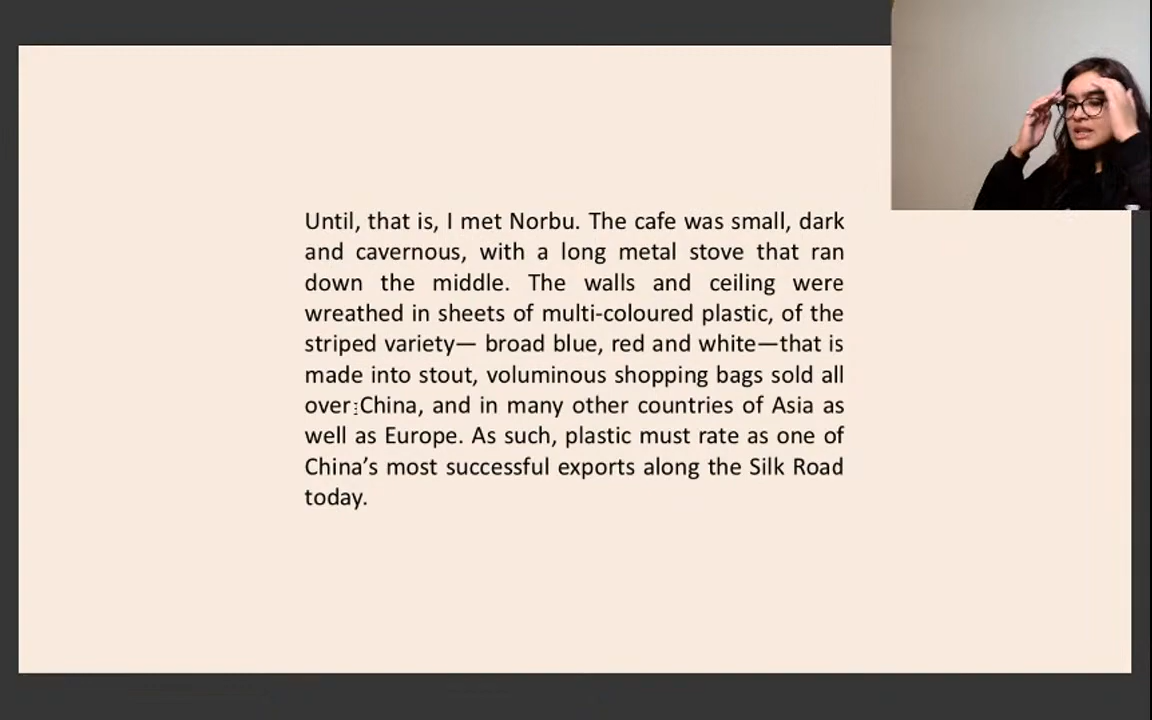 Until, that is, I met Norbu. The cafe was small, dark
and cavernous, with a long metal stove that ran
down the middle. The walls and ceiling were
wreathed in sheets of multi-coloured plastic, of the
striped variety— broad blue, red and white—that is
made into stout, voluminous shopping bags sold all
over China, and in many other countries of Asia as
well as Europe. As such, plastic must rate as one of
China’s most successful exports along the Silk Road
today.